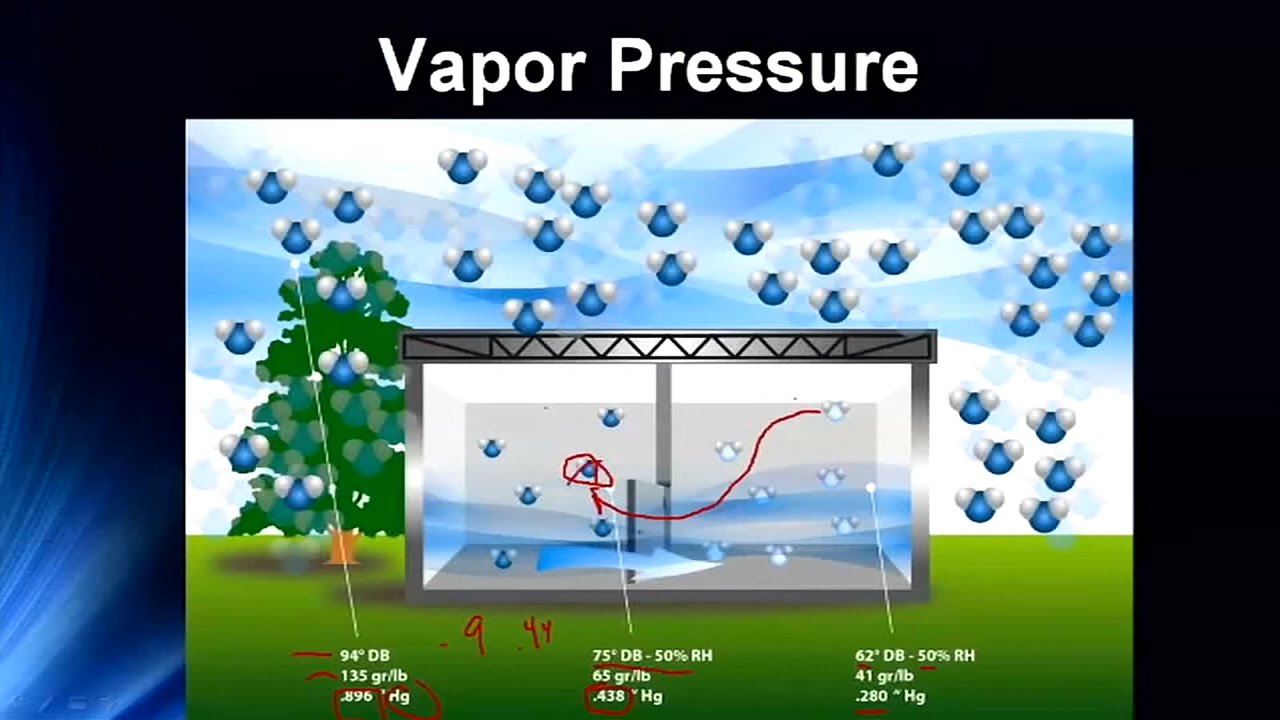 Vapor Pressure
.9 .44
94° DB
135 gr/lb
.896 " Hg
75° DB - 50% RH
65 gr/lb
.438 " Hg
62° DB - 50% RH
41 gr/lb
.280 " Hg